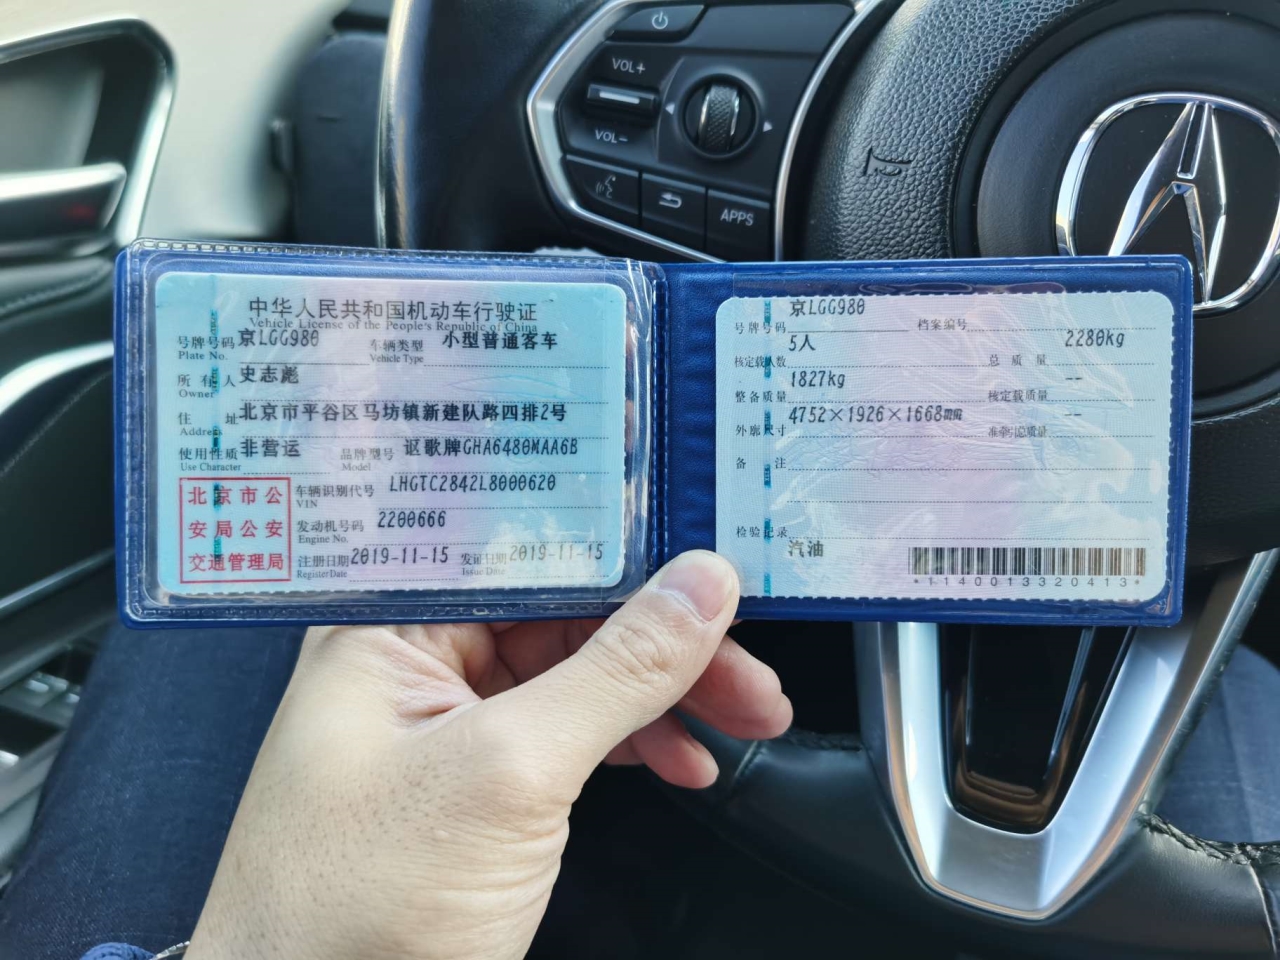 VOL+
VOL−
APPS
中华人民共和国机动车行驶证
Vehicle License of the People's Republic of China
号牌号码 京LGG980 车辆类型 小型普通客车
Plate No. Vehicle Type
所有人 史志彪
Owner
住址 北京市平谷区马坊镇新建队路四排2号
Address
使用性质 非营运 品牌型号 讴歌牌GHA6480MAA6B
Use Character Model
北京市公
安局公安
交通管理局
车辆识别代号 LHGTC2842L8000620
VIN
发动机号码 2200666
Engine No.
注册日期 2019-11-15 发证日期 2019-11-15
Register Date Issue Date
号牌号码 京LGG980 档案编号
核定载人数 5人 总质量 2280kg
整备质量 1827kg 核定载质量 --
外廓尺寸 4752×1926×1668mm 准牵引总质量 --
备注
检验记录
汽油
*1140013320413*